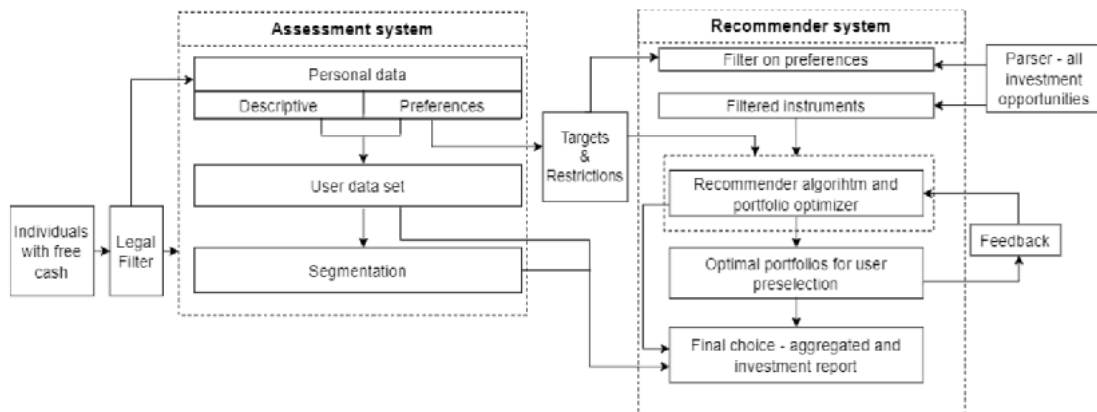 Assessment system
Personal data
Descriptive
Preferences
User data set
Segmentation
Individuals
with free
cash
Legal
Filter
Targets
&
Restrictions
Recommender system
Filter on preferences
Filtered instruments
Recommender algorihtm and
portfolio optimizer
Optimal portfolios for user
preselection
Final choice - aggregated and
investment report
Parser - all
investment
opportunities
Feedback